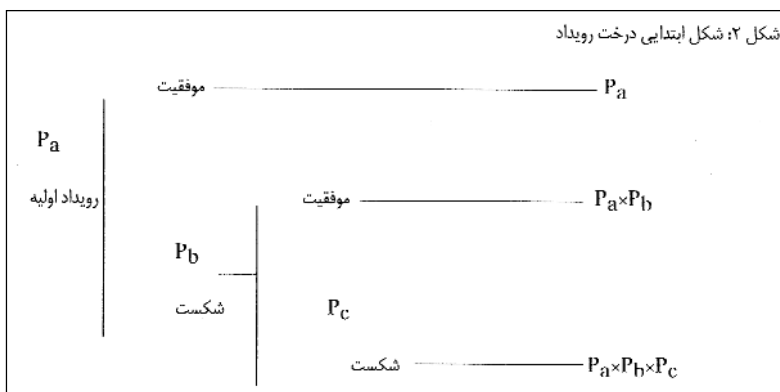 شکل ۲: شکل ابتدایی درخت رویداد
موفقیت
Pa
Pa
رویداد اولیه
موفقیت
Pa×Pb
Pb
شکست
Pc
شکست
Pa×Pb×Pc